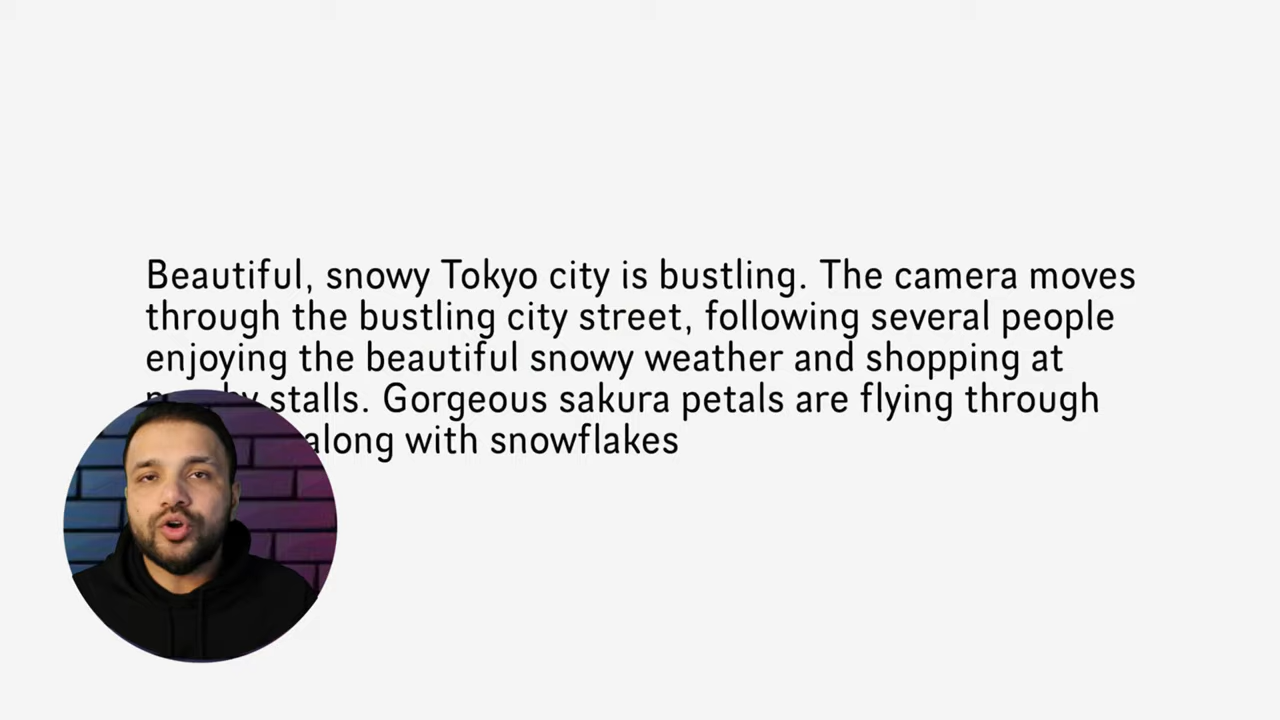 Beautiful, snowy Tokyo city is bustling. The camera moves
through the bustling city street, following several people
enjoying the beautiful snowy weather and shopping at
stalls. Gorgeous sakura petals are flying through
along with snowflakes